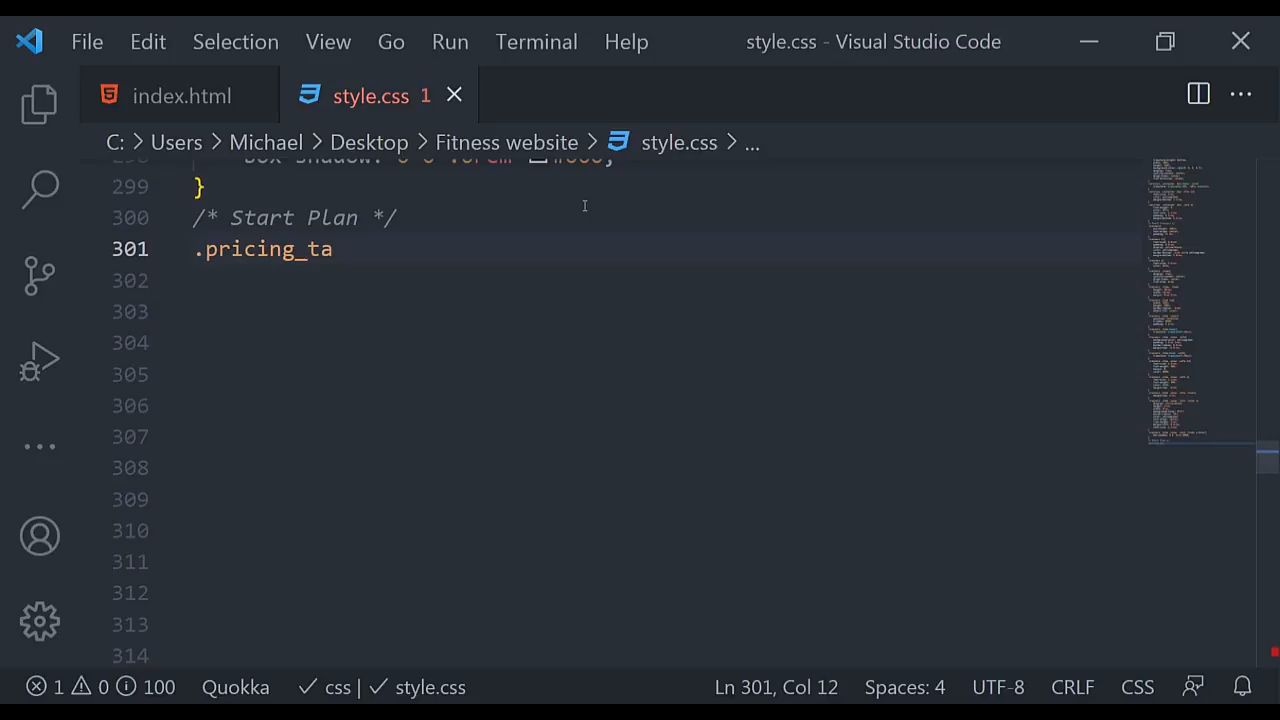 File Edit Selection View Go Run Terminal Help style.css - Visual Studio Code
index.html style.css 1
C: > Users > Michael > Desktop > Fitness website > style.css > ...
299 }
300 /* Start Plan */
301 .pricing_ta
302
303
304
305
306
307
308
309
310
311
312
313
314
1 0 100 Quokka css | style.css Ln 301, Col 12 Spaces: 4 UTF-8 CRLF CSS